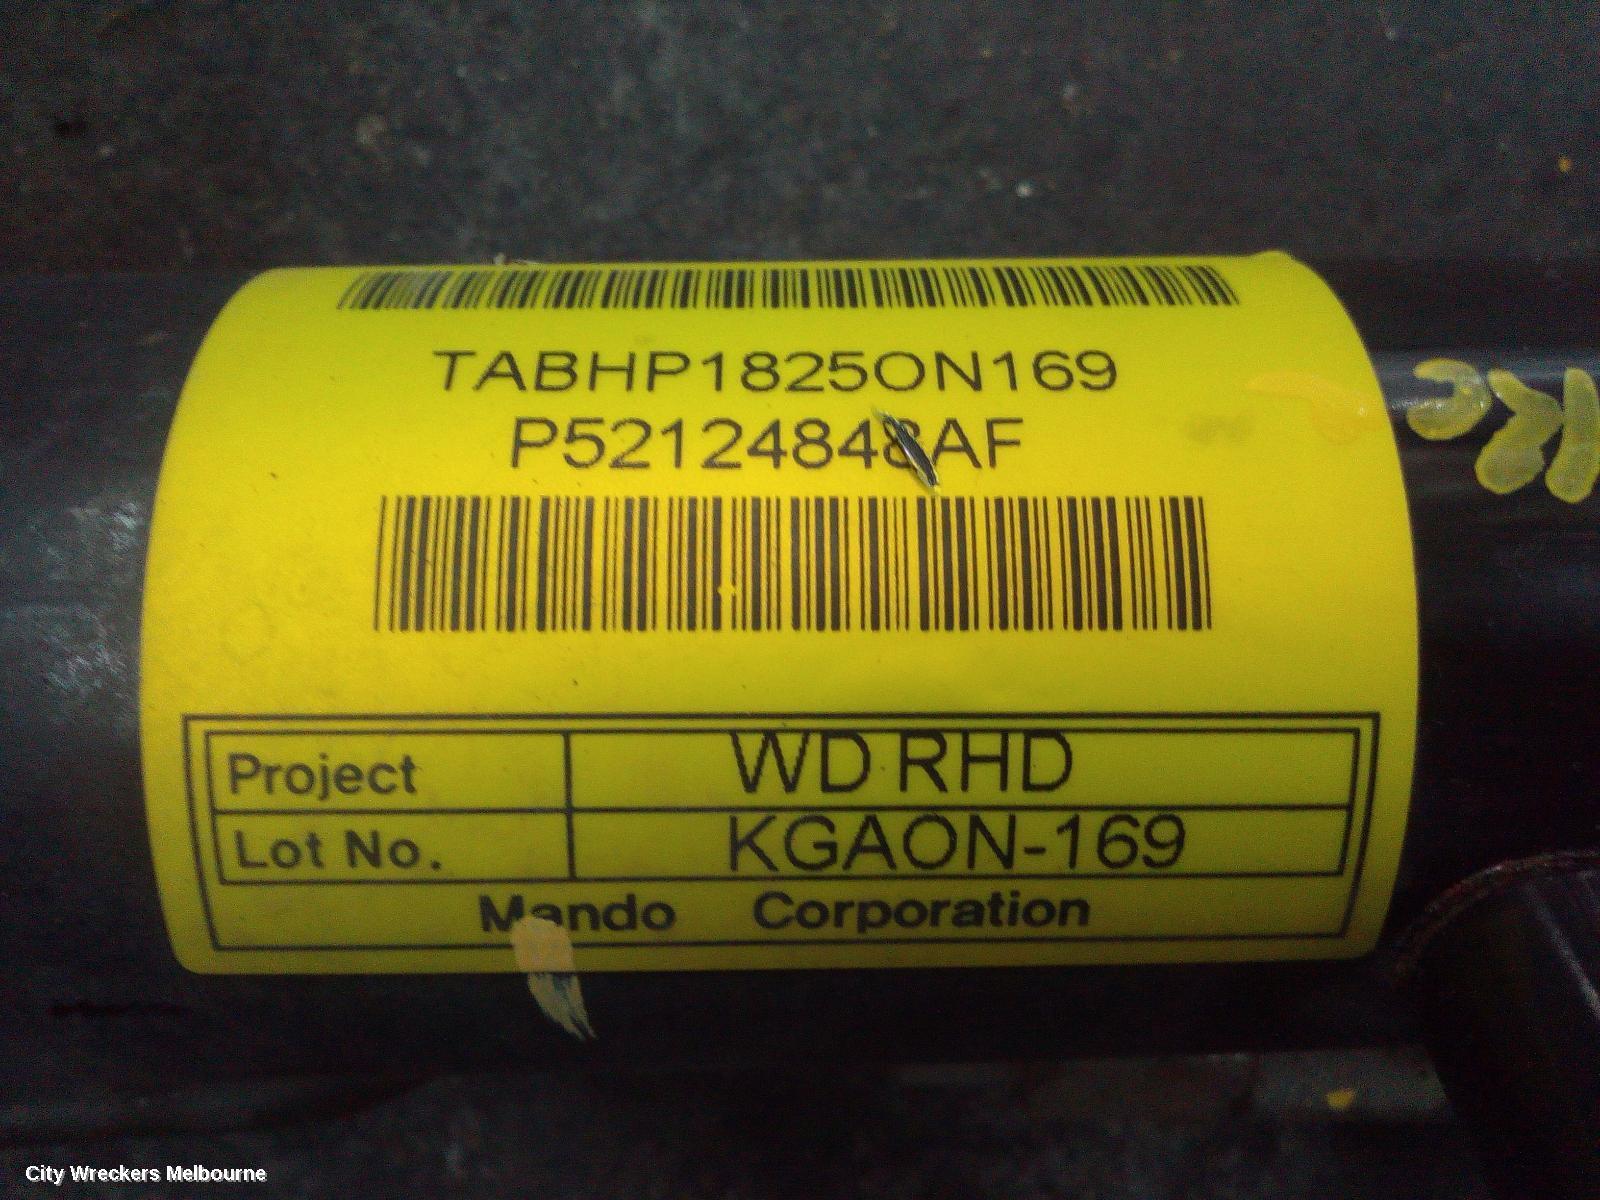 TABHP1825ON169
P52124848AF
Project WD RHD
Lot No. KGAON-169
Mando Corporation
City Wreckers Melbourne